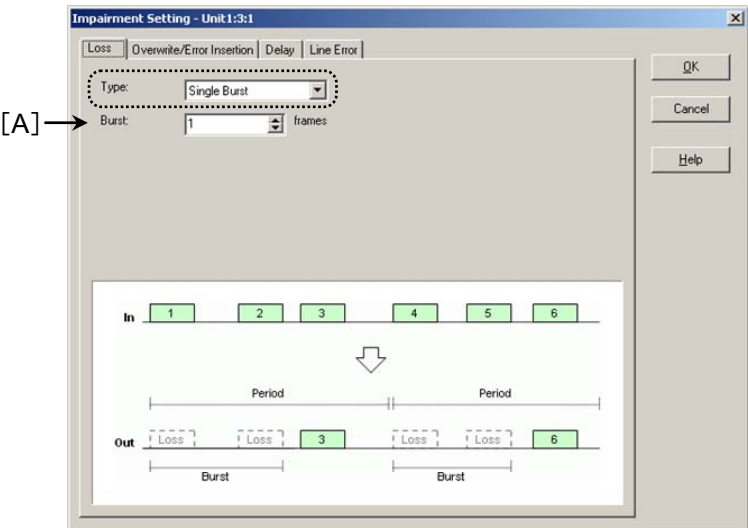 Impairment Setting - Unit1:3:1
Loss Overwrite/Error Insertion Delay Line Error
OK
Type: Single Burst
Cancel
[A] Burst: 1 frames
Help
In 1 2 3 4 5 6
Period Period
Out Loss Loss 3 Loss Loss 6
Burst Burst